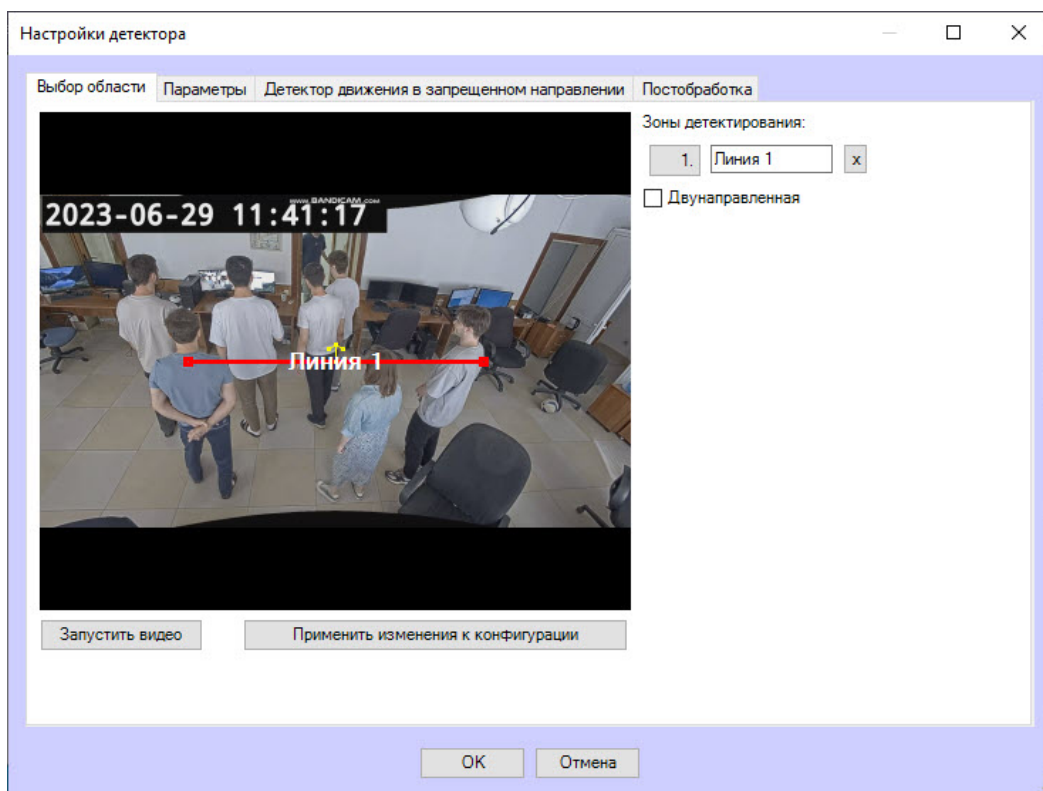 Настройки детектора
Выбор области
Параметры
Детектор движения в запрещенном направлении
Постобработка
Зоны детектирования:
1.
Линия 1
x
Двунаправленная
www.BANDICAM.com
2023-06-29 11:41:17
Линия 1
Запустить видео
Применить изменения к конфигурации
OK
Отмена